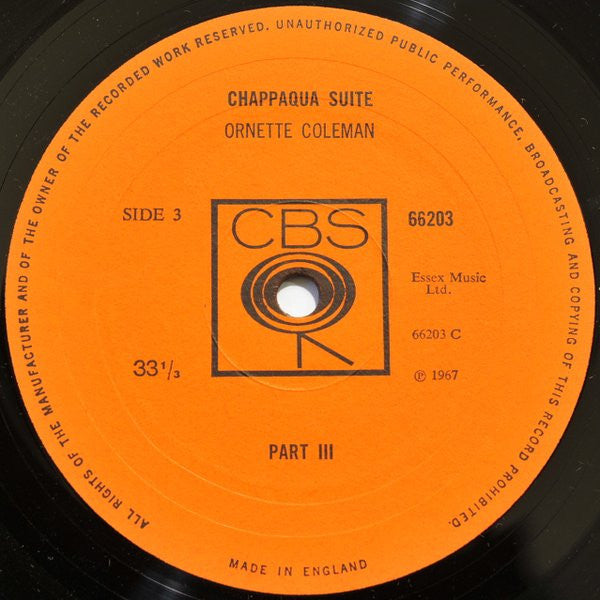 ALL RIGHTS OF THE MANUFACTURER AND OF THE OWNER OF THE RECORDED WORK RESERVED. UNAUTHORIZED PUBLIC PERFORMANCE, BROADCASTING AND COPYING OF THIS RECORD PROHIBITED.
CHAPPAQUA SUITE
ORNETTE COLEMAN
SIDE 3
CBS
66203
Essex Music
Ltd.
66203 C
33 1/3
℗ 1967
PART III
MADE IN ENGLAND